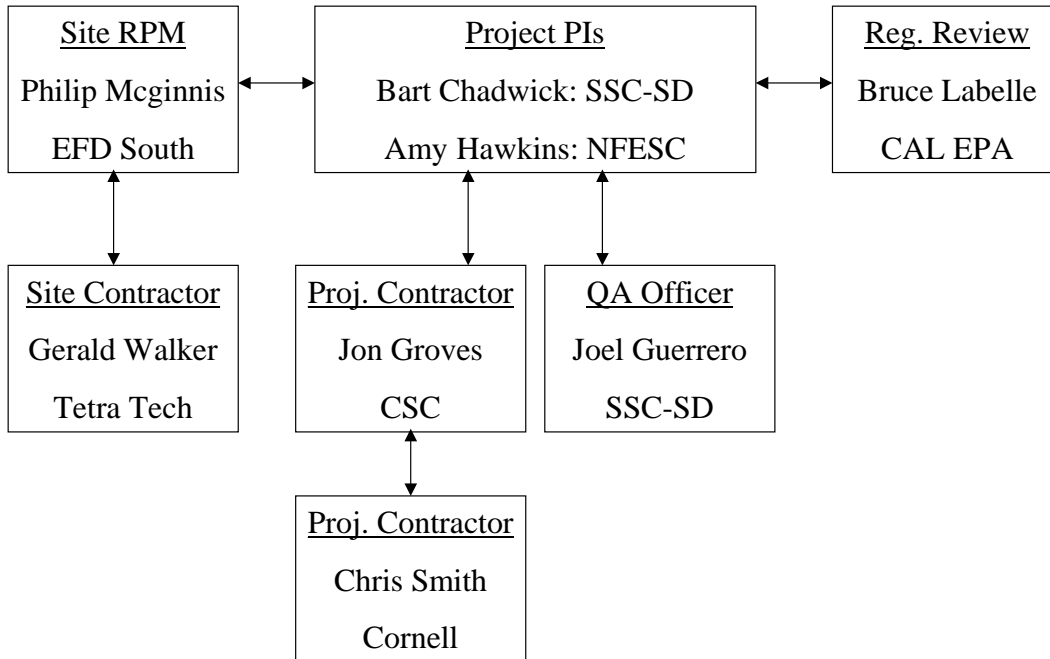 Site RPM
Philip Mcginnis
EFD South
Project PIs
Bart Chadwick: SSC-SD
Amy Hawkins: NFESC
Reg. Review
Bruce Labelle
CAL EPA
Site Contractor
Gerald Walker
Tetra Tech
Proj. Contractor
Jon Groves
CSC
QA Officer
Joel Guerrero
SSC-SD
Proj. Contractor
Chris Smith
Cornell